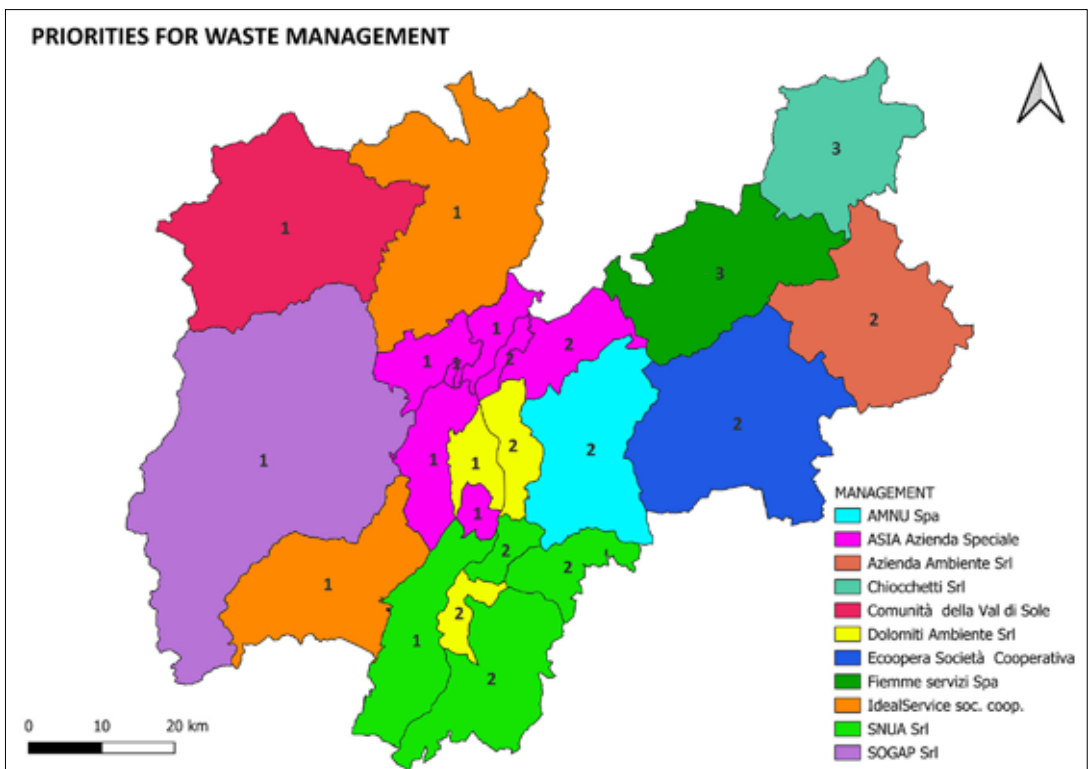 PRIORITIES FOR WASTE MANAGEMENT
3
1
1
3
2
1
2
1
1
2
2
1
2
2
1
1
2
1
1
2
2
1
2
1
2
MANAGEMENT
AMNU Spa
ASIA Azienda Speciale
Azienda Ambiente Srl
Chiocchetti Srl
Comunità della Val di Sole
Dolomiti Ambiente Srl
Ecoopera Società Cooperativa
Fiemme servizi Spa
IdealService soc. coop.
SNUA Srl
SOGAP Srl
0 10 20 km